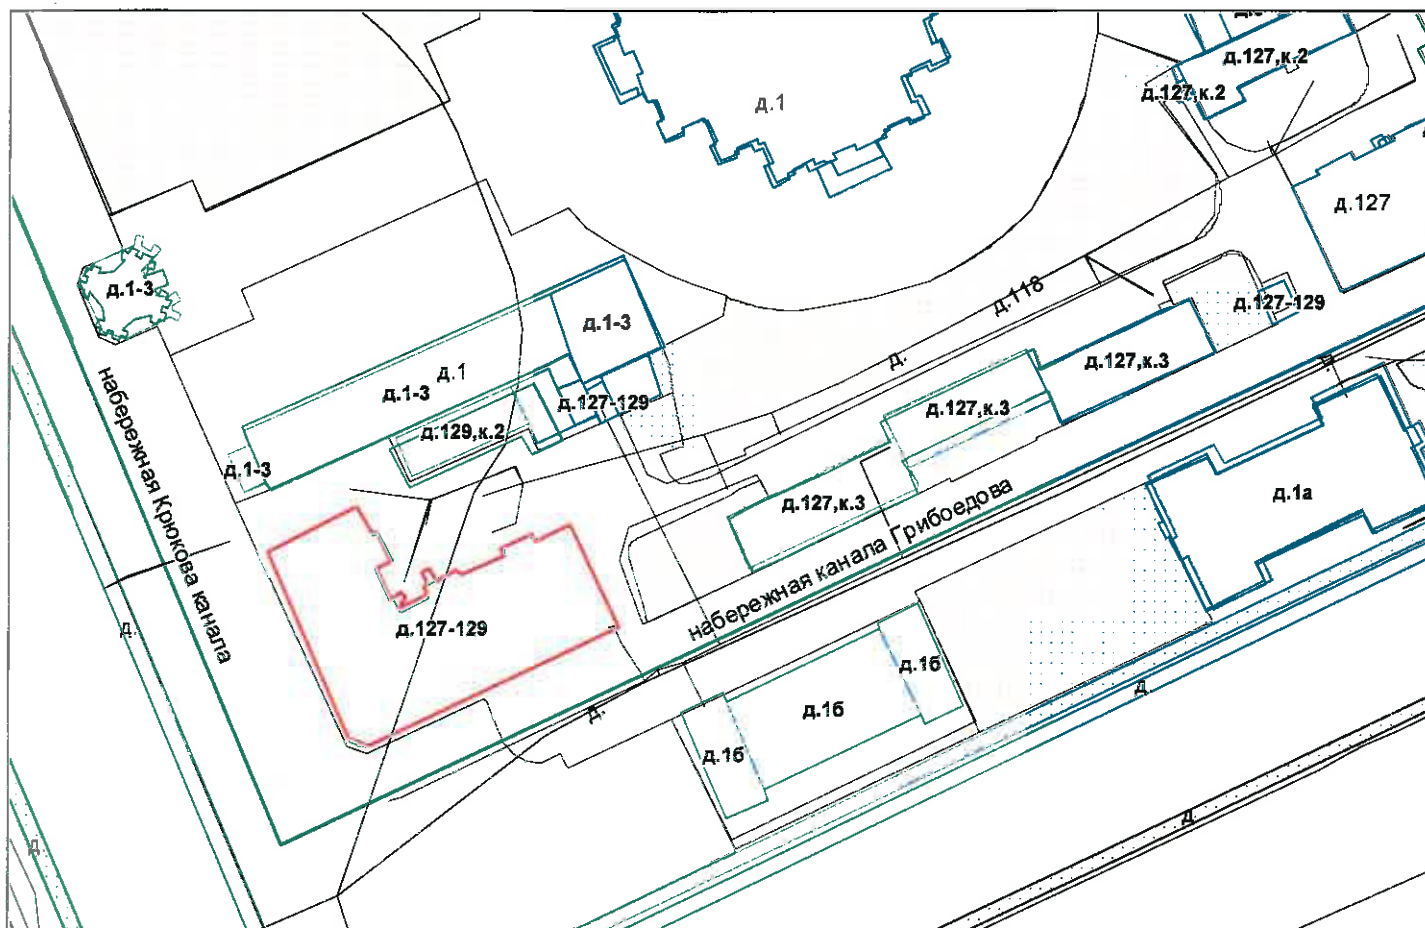 д.127,к.2
д.127,к.2
д.1
д.127
д.1-3
д.118
д.127-129
д.1-3
д.127,к.3
д.
д.
д.1
д.1-3
д.127-129
д.127,к.3
д.129,к.2
д.1-3
д.127,к.3
д.1а
набережная Крюкова канала
набережная канала Грибоедова
д.
д.127-129
д.1б
д.1б
д.1б
д.
д.
д.
д.